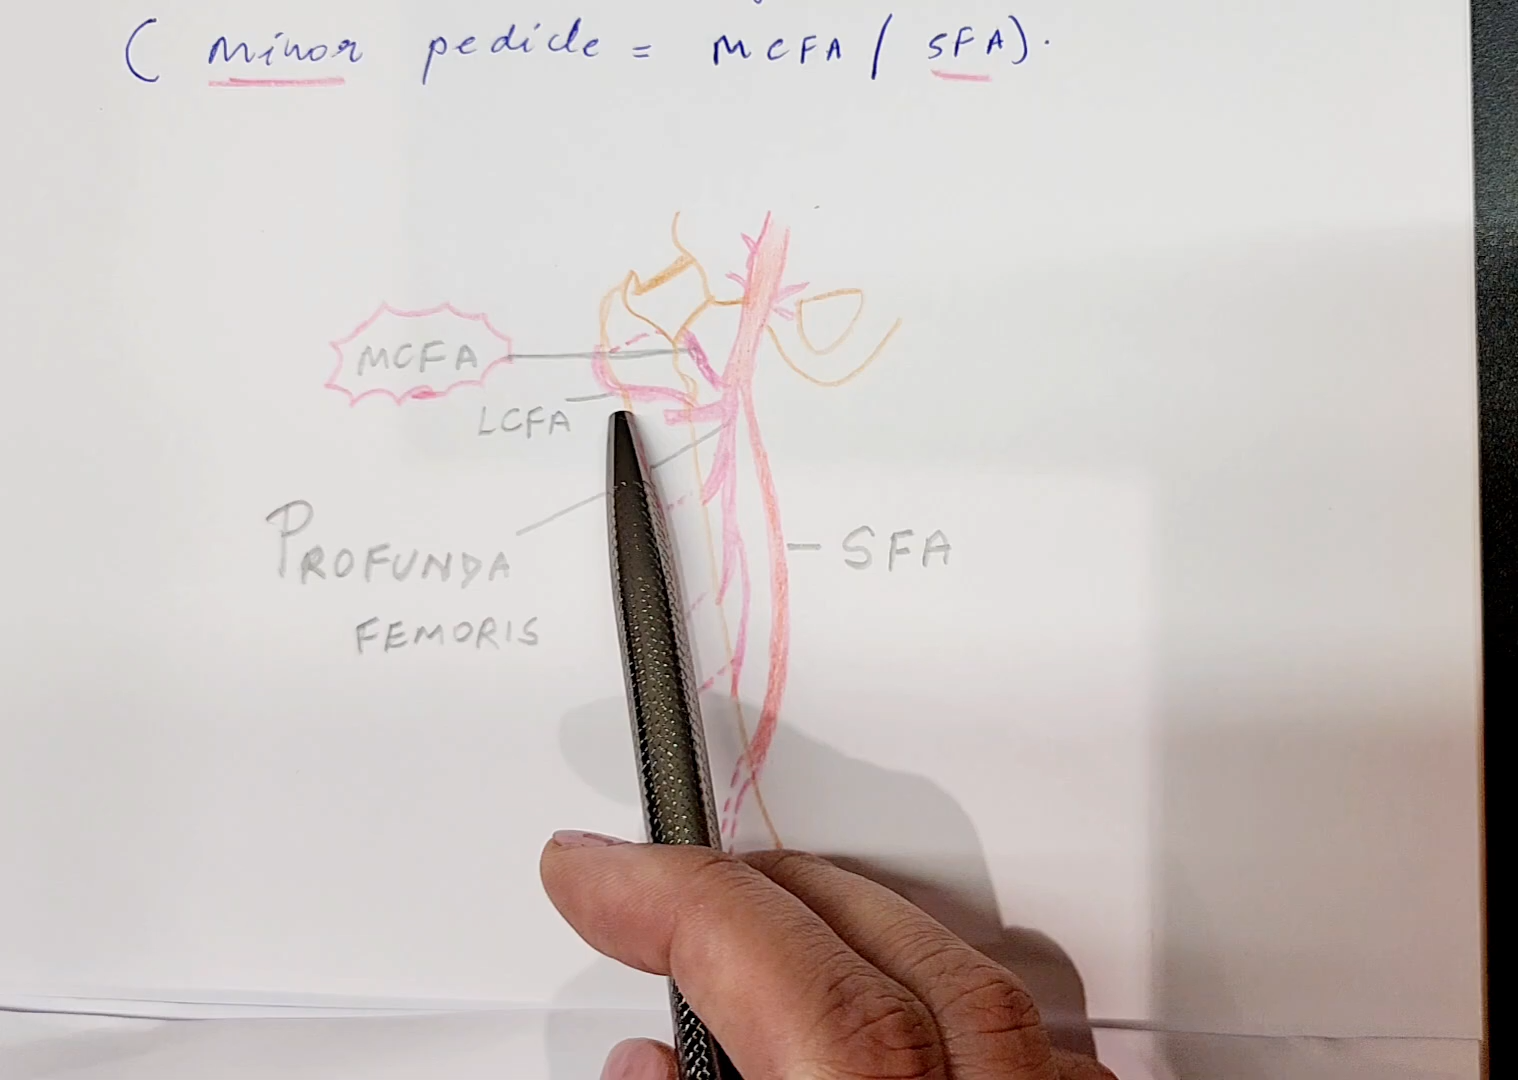 ( minor pedicle = MCFA / SFA).
MCFA
LCFA
PROFUNDA
FEMORIS
- SFA